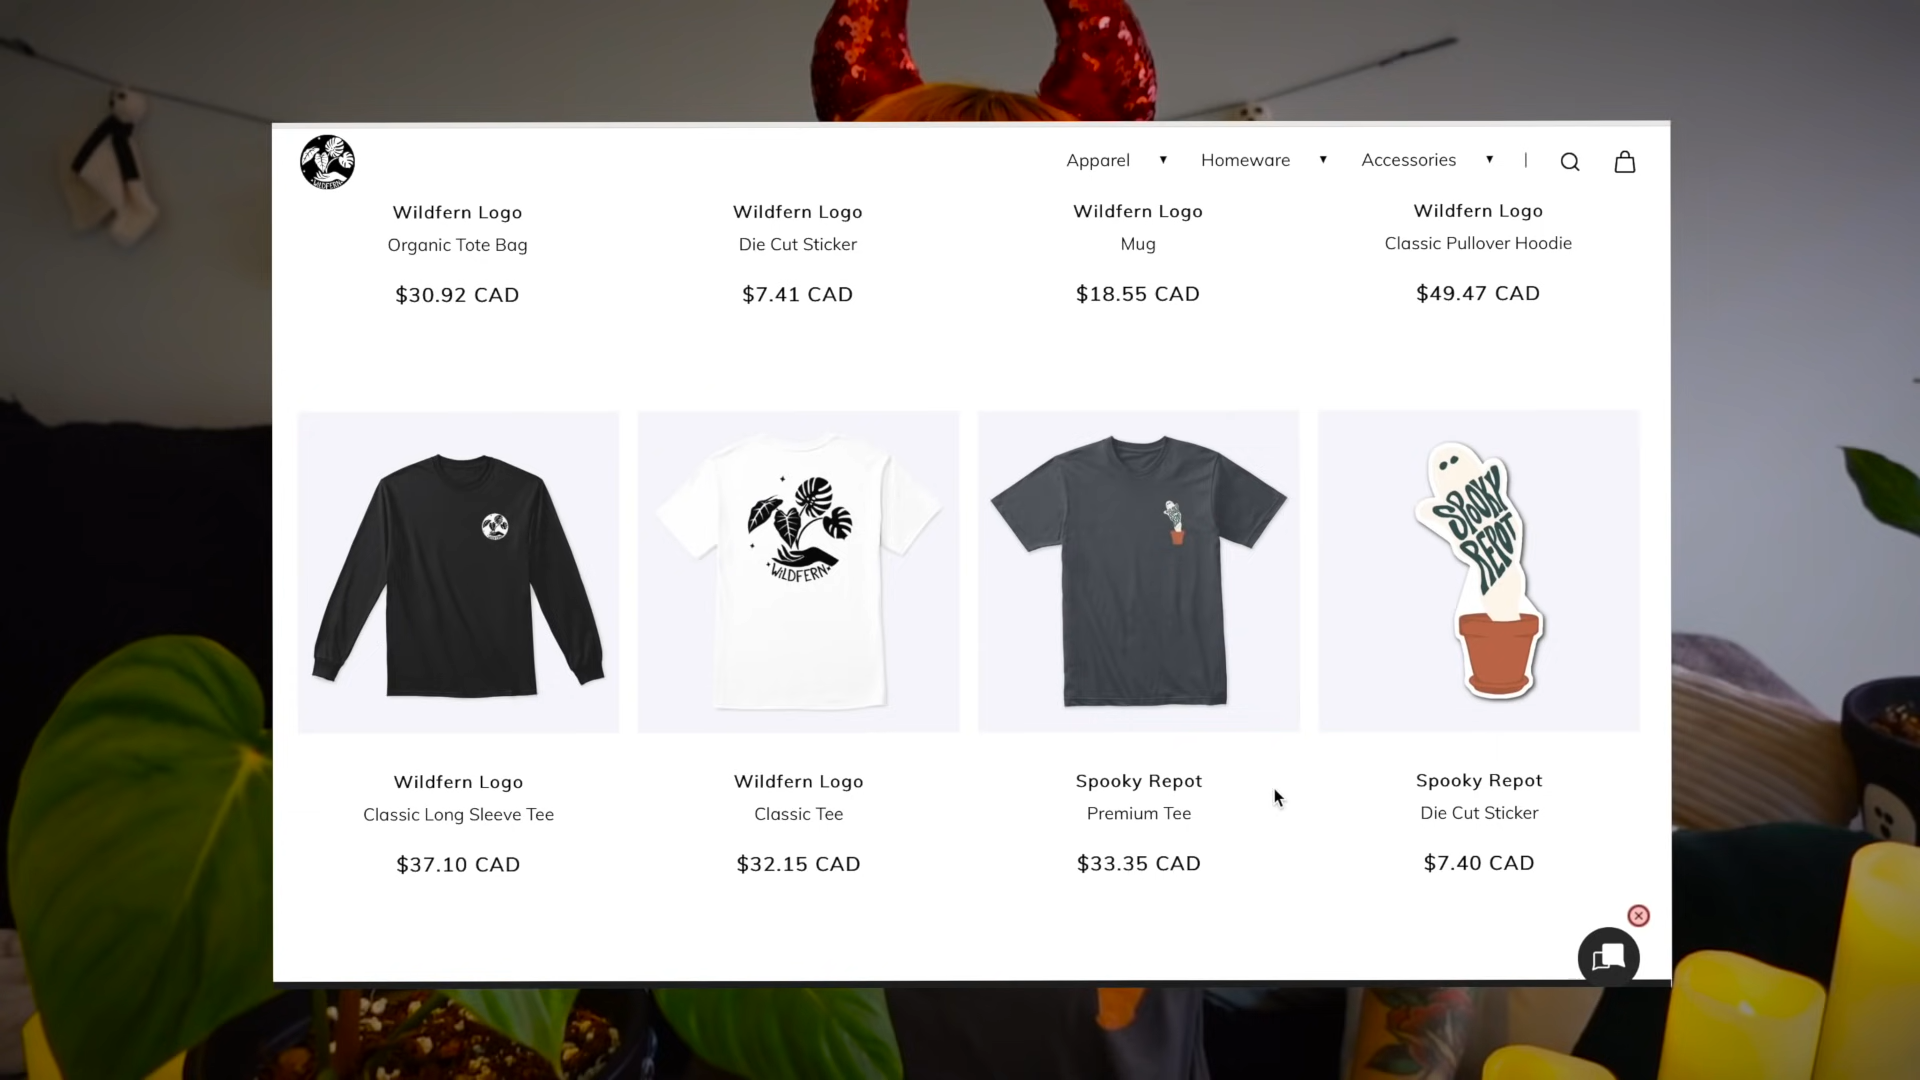 WILDFERN
Apparel ▼ Homeware ▼ Accessories ▼ |
Wildfern Logo
Organic Tote Bag
$30.92 CAD
Wildfern Logo
Die Cut Sticker
$7.41 CAD
Wildfern Logo
Mug
$18.55 CAD
Wildfern Logo
Classic Pullover Hoodie
$49.47 CAD
WiLDFERN
SPOOKY
REPOT
Wildfern Logo
Classic Long Sleeve Tee
$37.10 CAD
Wildfern Logo
Classic Tee
$32.15 CAD
Spooky Repot
Premium Tee
$33.35 CAD
Spooky Repot
Die Cut Sticker
$7.40 CAD